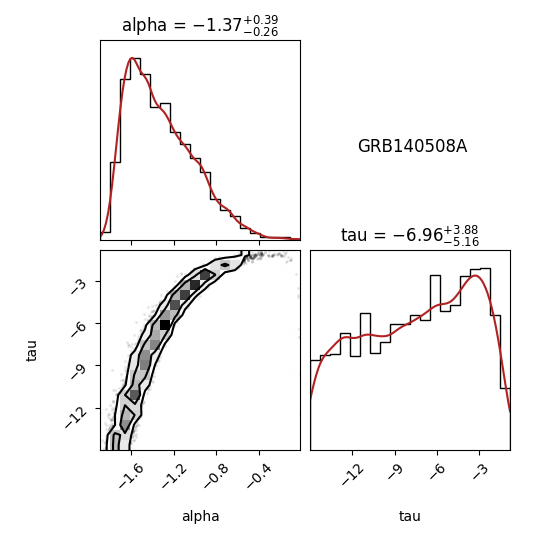 alpha = −1.37+0.39−0.26
GRB140508A
tau = −6.96+3.88−5.16
tau
−3
−6
−9
−12
−1.6 −1.2 −0.8 −0.4
−12 −9 −6 −3
alpha
tau